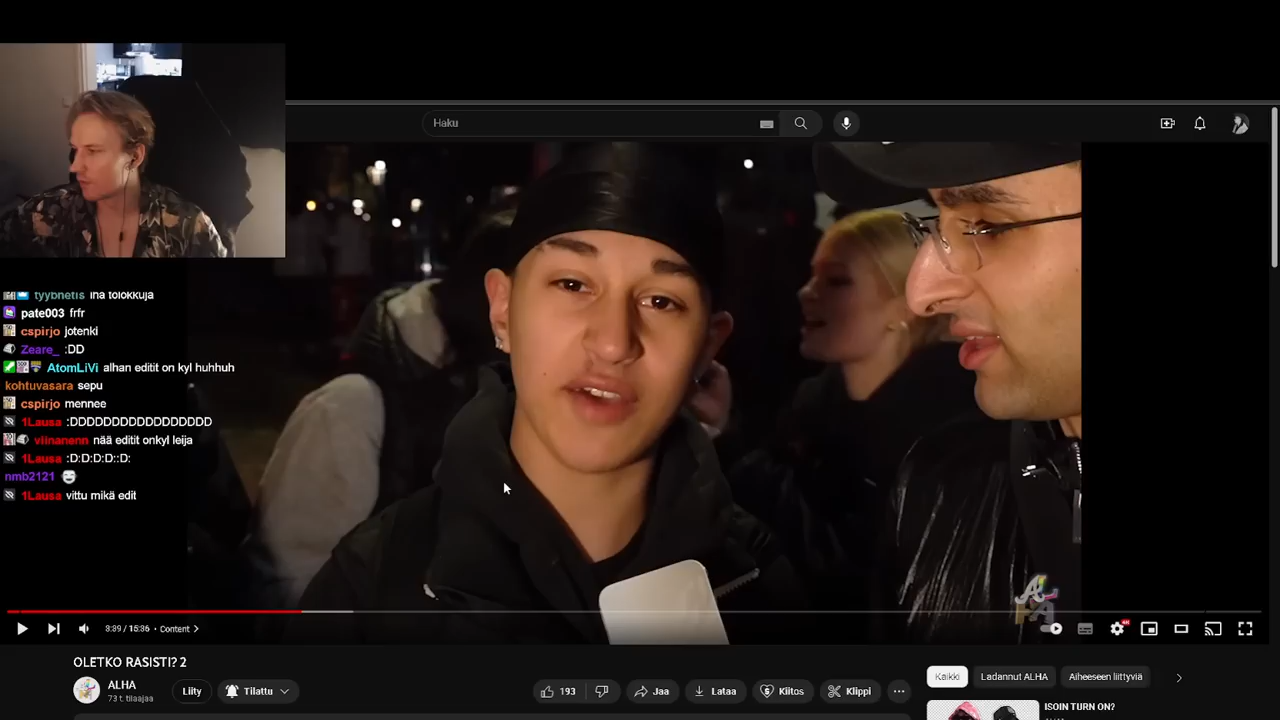 Haku
tyybnetis ina tolokkuja
pate003 frfr
cspirjo jotenki
Zeare_ :DD
AtomLiVi alhan editit on kyl huhhuh
kohtuvasara sepu
cspirjo mennee
1Lausa :DDDDDDDDDDDDDDDDD
viinanenn nää editit onkyl leija
1Lausa :D:D:D:D::D:
nmb2121
1Lausa vittu mikä edit
3:39 / 15:36 • Content
OLETKO RASISTI? 2
ALHA
73 t. tilaajaa
Liity
Tilattu
193
Jaa
Lataa
Kiitos
Klippi
Kaikki
Ladannut ALHA
Aiheeseen liittyviä
ISOIN TURN ON?